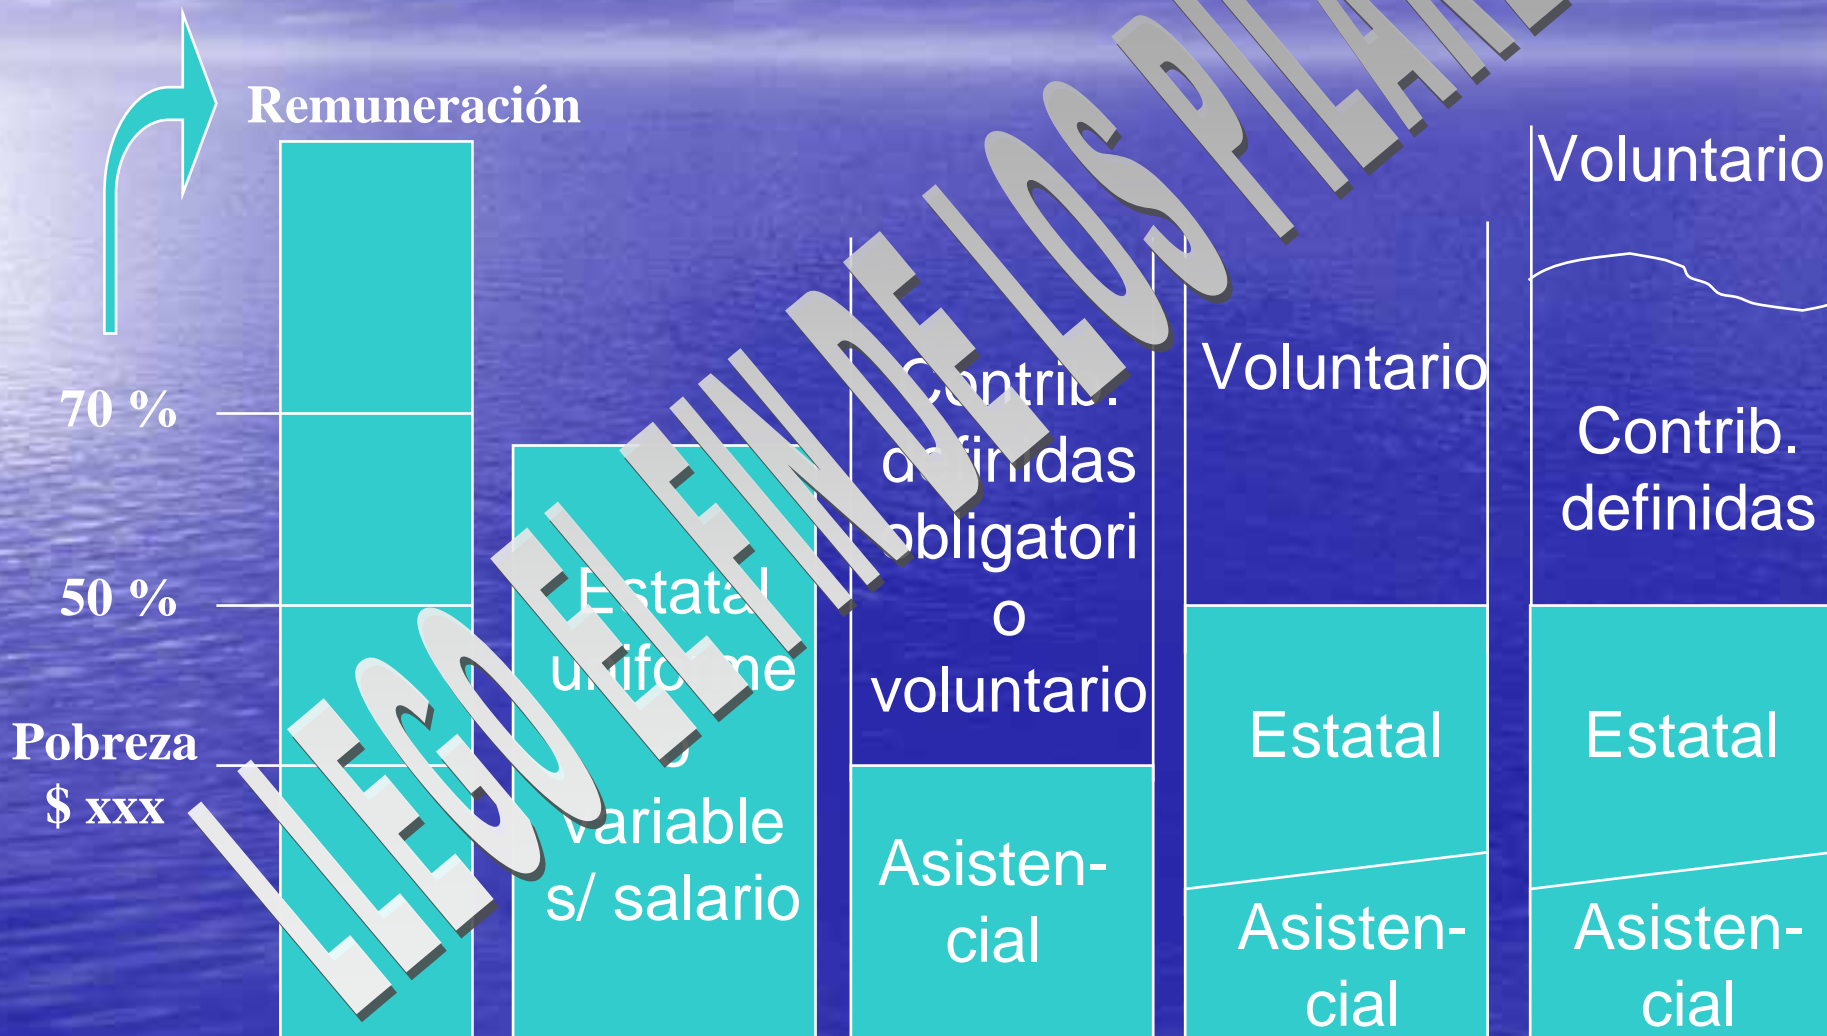 Remuneración
70 %
50 %
Pobreza
$ xxx
Estatal
uniforme
variable
s/ salario
Contrib.
definidas
obligatori
o
voluntario
Asisten-
cial
Voluntario
Estatal
Asisten-
cial
Voluntario
Contrib.
definidas
Estatal
Asisten-
cial
LLEGO EL FIN DE LOS